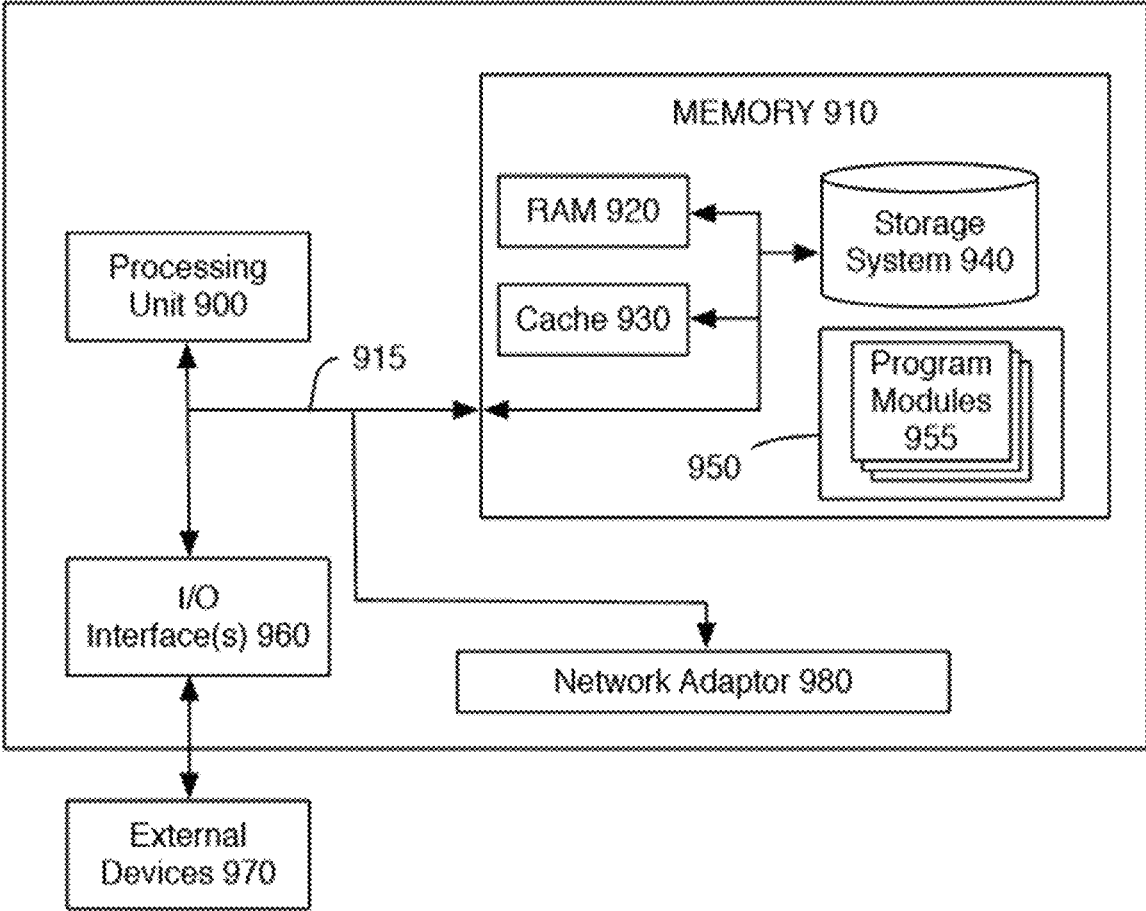 MEMORY 910
RAM 920
Storage
System 940
Processing
Unit 900
Cache 930
915
Program
Modules
955
950
I/O
Interface(s) 960
Network Adaptor 980
External
Devices 970